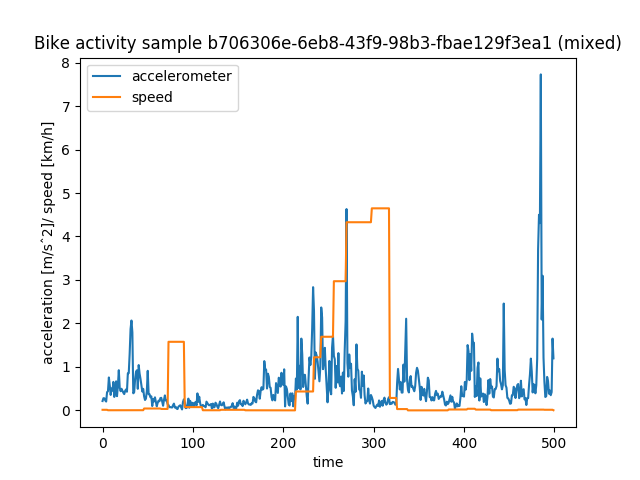 Bike activity sample b706306e-6eb8-43f9-98b3-fbae129f3ea1 (mixed)
accelerometer
speed
acceleration [m/s^2]/ speed [km/h]
8
7
6
5
4
3
2
1
0
0 100 200 300 400 500
time